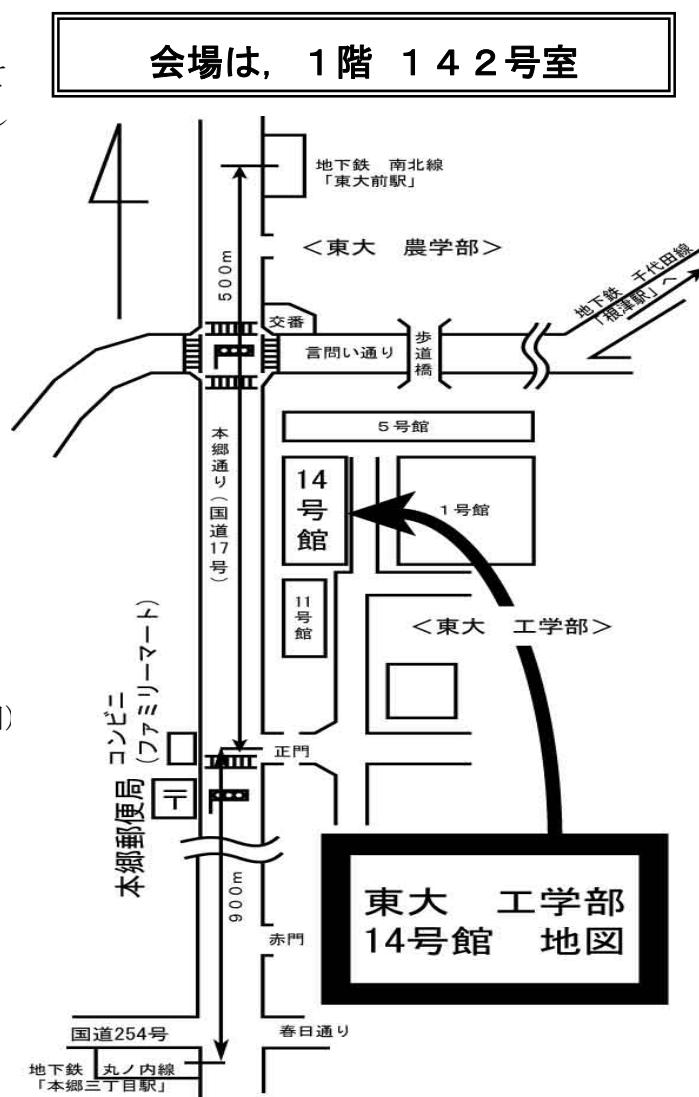 会場は，１階 １４２号室
て
地下鉄 南北線
「東大前駅」
＜東大 農学部＞
500m
地下鉄 千代田線
「根津駅」へ
交番
言問い通り
歩道橋
本郷通り（国道17号）
５号館
14号館
１号館
11号館
＜東大 工学部＞
コンビニ
（ファミリーマート）
正門
本郷郵便局
〒
900m
東大 工学部
14号館 地図
赤門
国道254号
春日通り
地下鉄 丸ノ内線
「本郷三丁目駅」